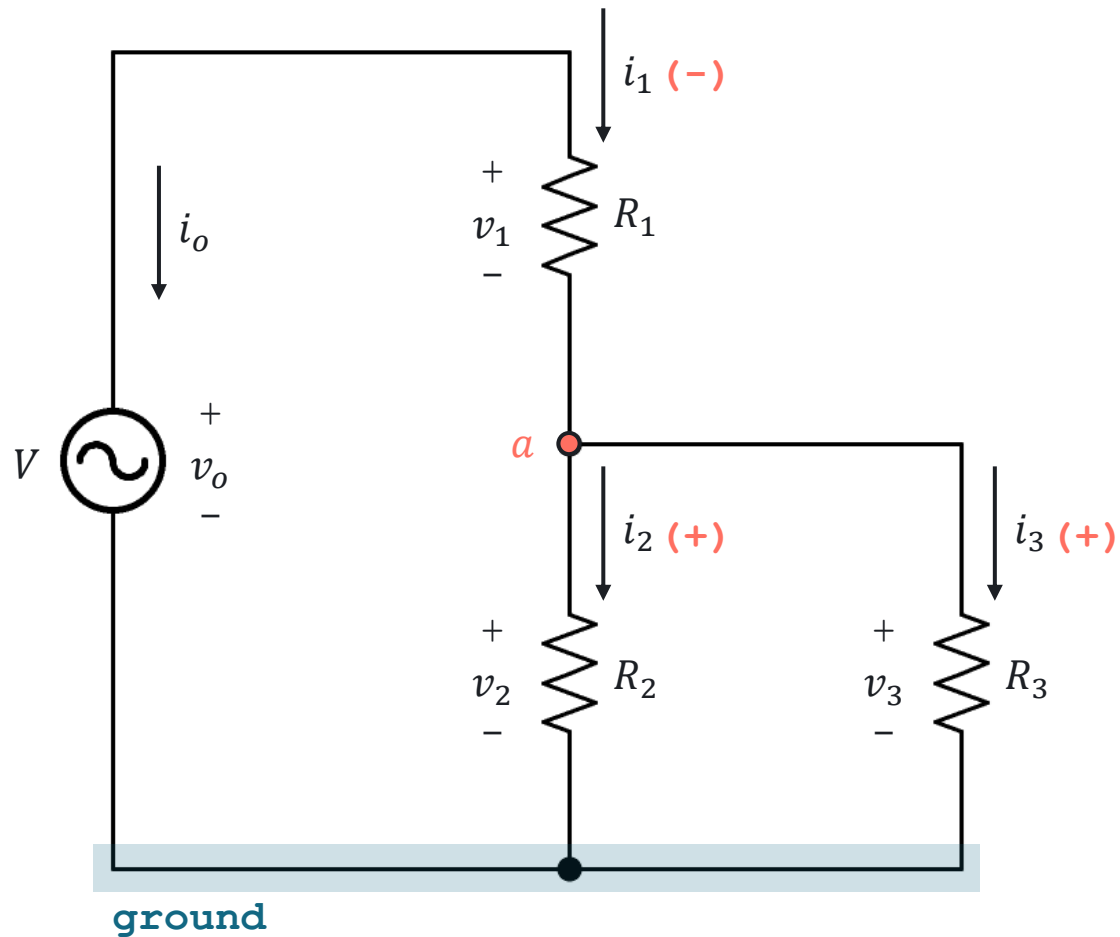 i₁ (-)
+
v₁
−
R₁
iₒ
+
V
vₒ
−
a
i₂ (+)
i₃ (+)
+
v₂
−
R₂
+
v₃
−
R₃
ground